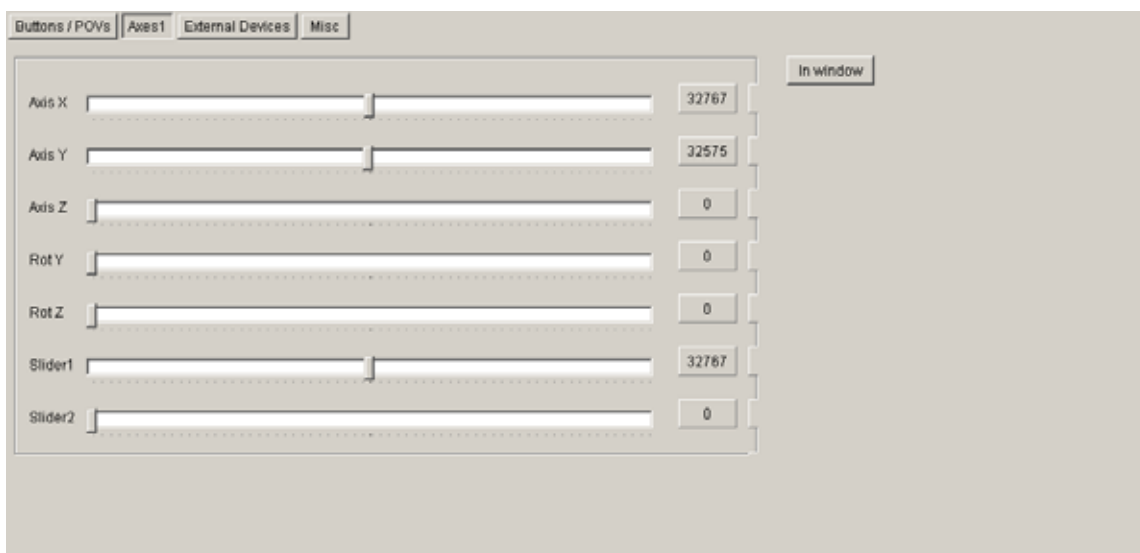 Buttons / POVs Axes1 External Devices Misc
In window
Axis X 32767
Axis Y 32575
Axis Z 0
Rot Y 0
Rot Z 0
Slider1 32767
Slider2 0